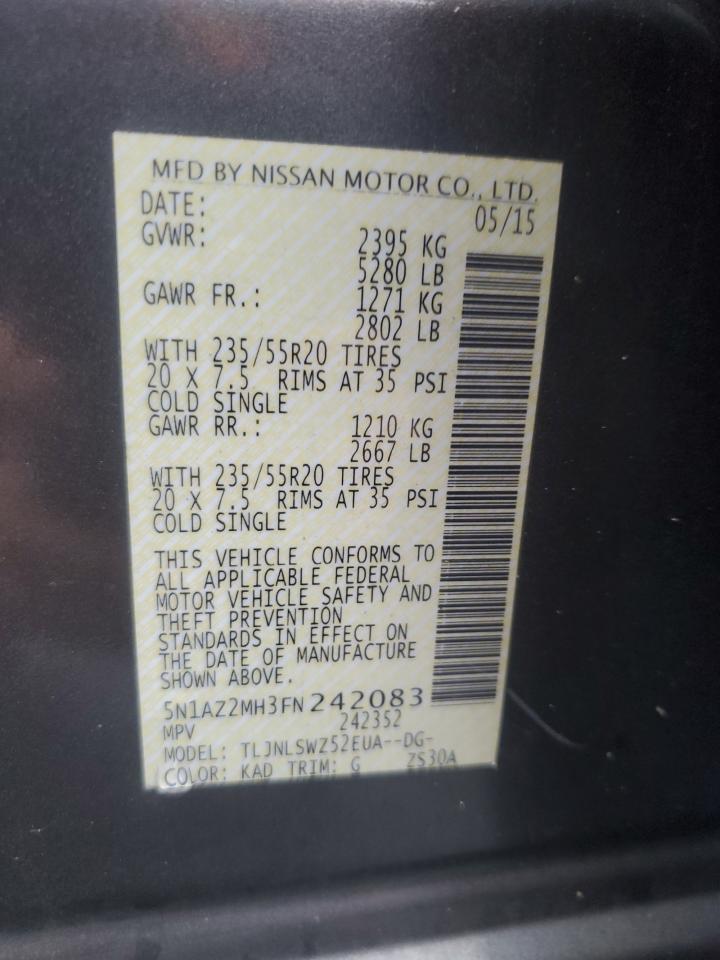 MFD BY NISSAN MOTOR CO., LTD.
DATE: 05/15
GVWR: 2395 KG
5280 LB
GAWR FR.: 1271 KG
2802 LB
WITH 235/55R20 TIRES
20 X 7.5 RIMS AT 35 PSI
COLD SINGLE
GAWR RR.: 1210 KG
2667 LB
WITH 235/55R20 TIRES
20 X 7.5 RIMS AT 35 PSI
COLD SINGLE
THIS VEHICLE CONFORMS TO
ALL APPLICABLE FEDERAL
MOTOR VEHICLE SAFETY AND
THEFT PREVENTION
STANDARDS IN EFFECT ON
THE DATE OF MANUFACTURE
SHOWN ABOVE.
5N1AZ2MH3FN242083
MPV 242352
MODEL: TLJNLSWZ52EUA--DG-
COLOR: KAD TRIM: G ZS30A